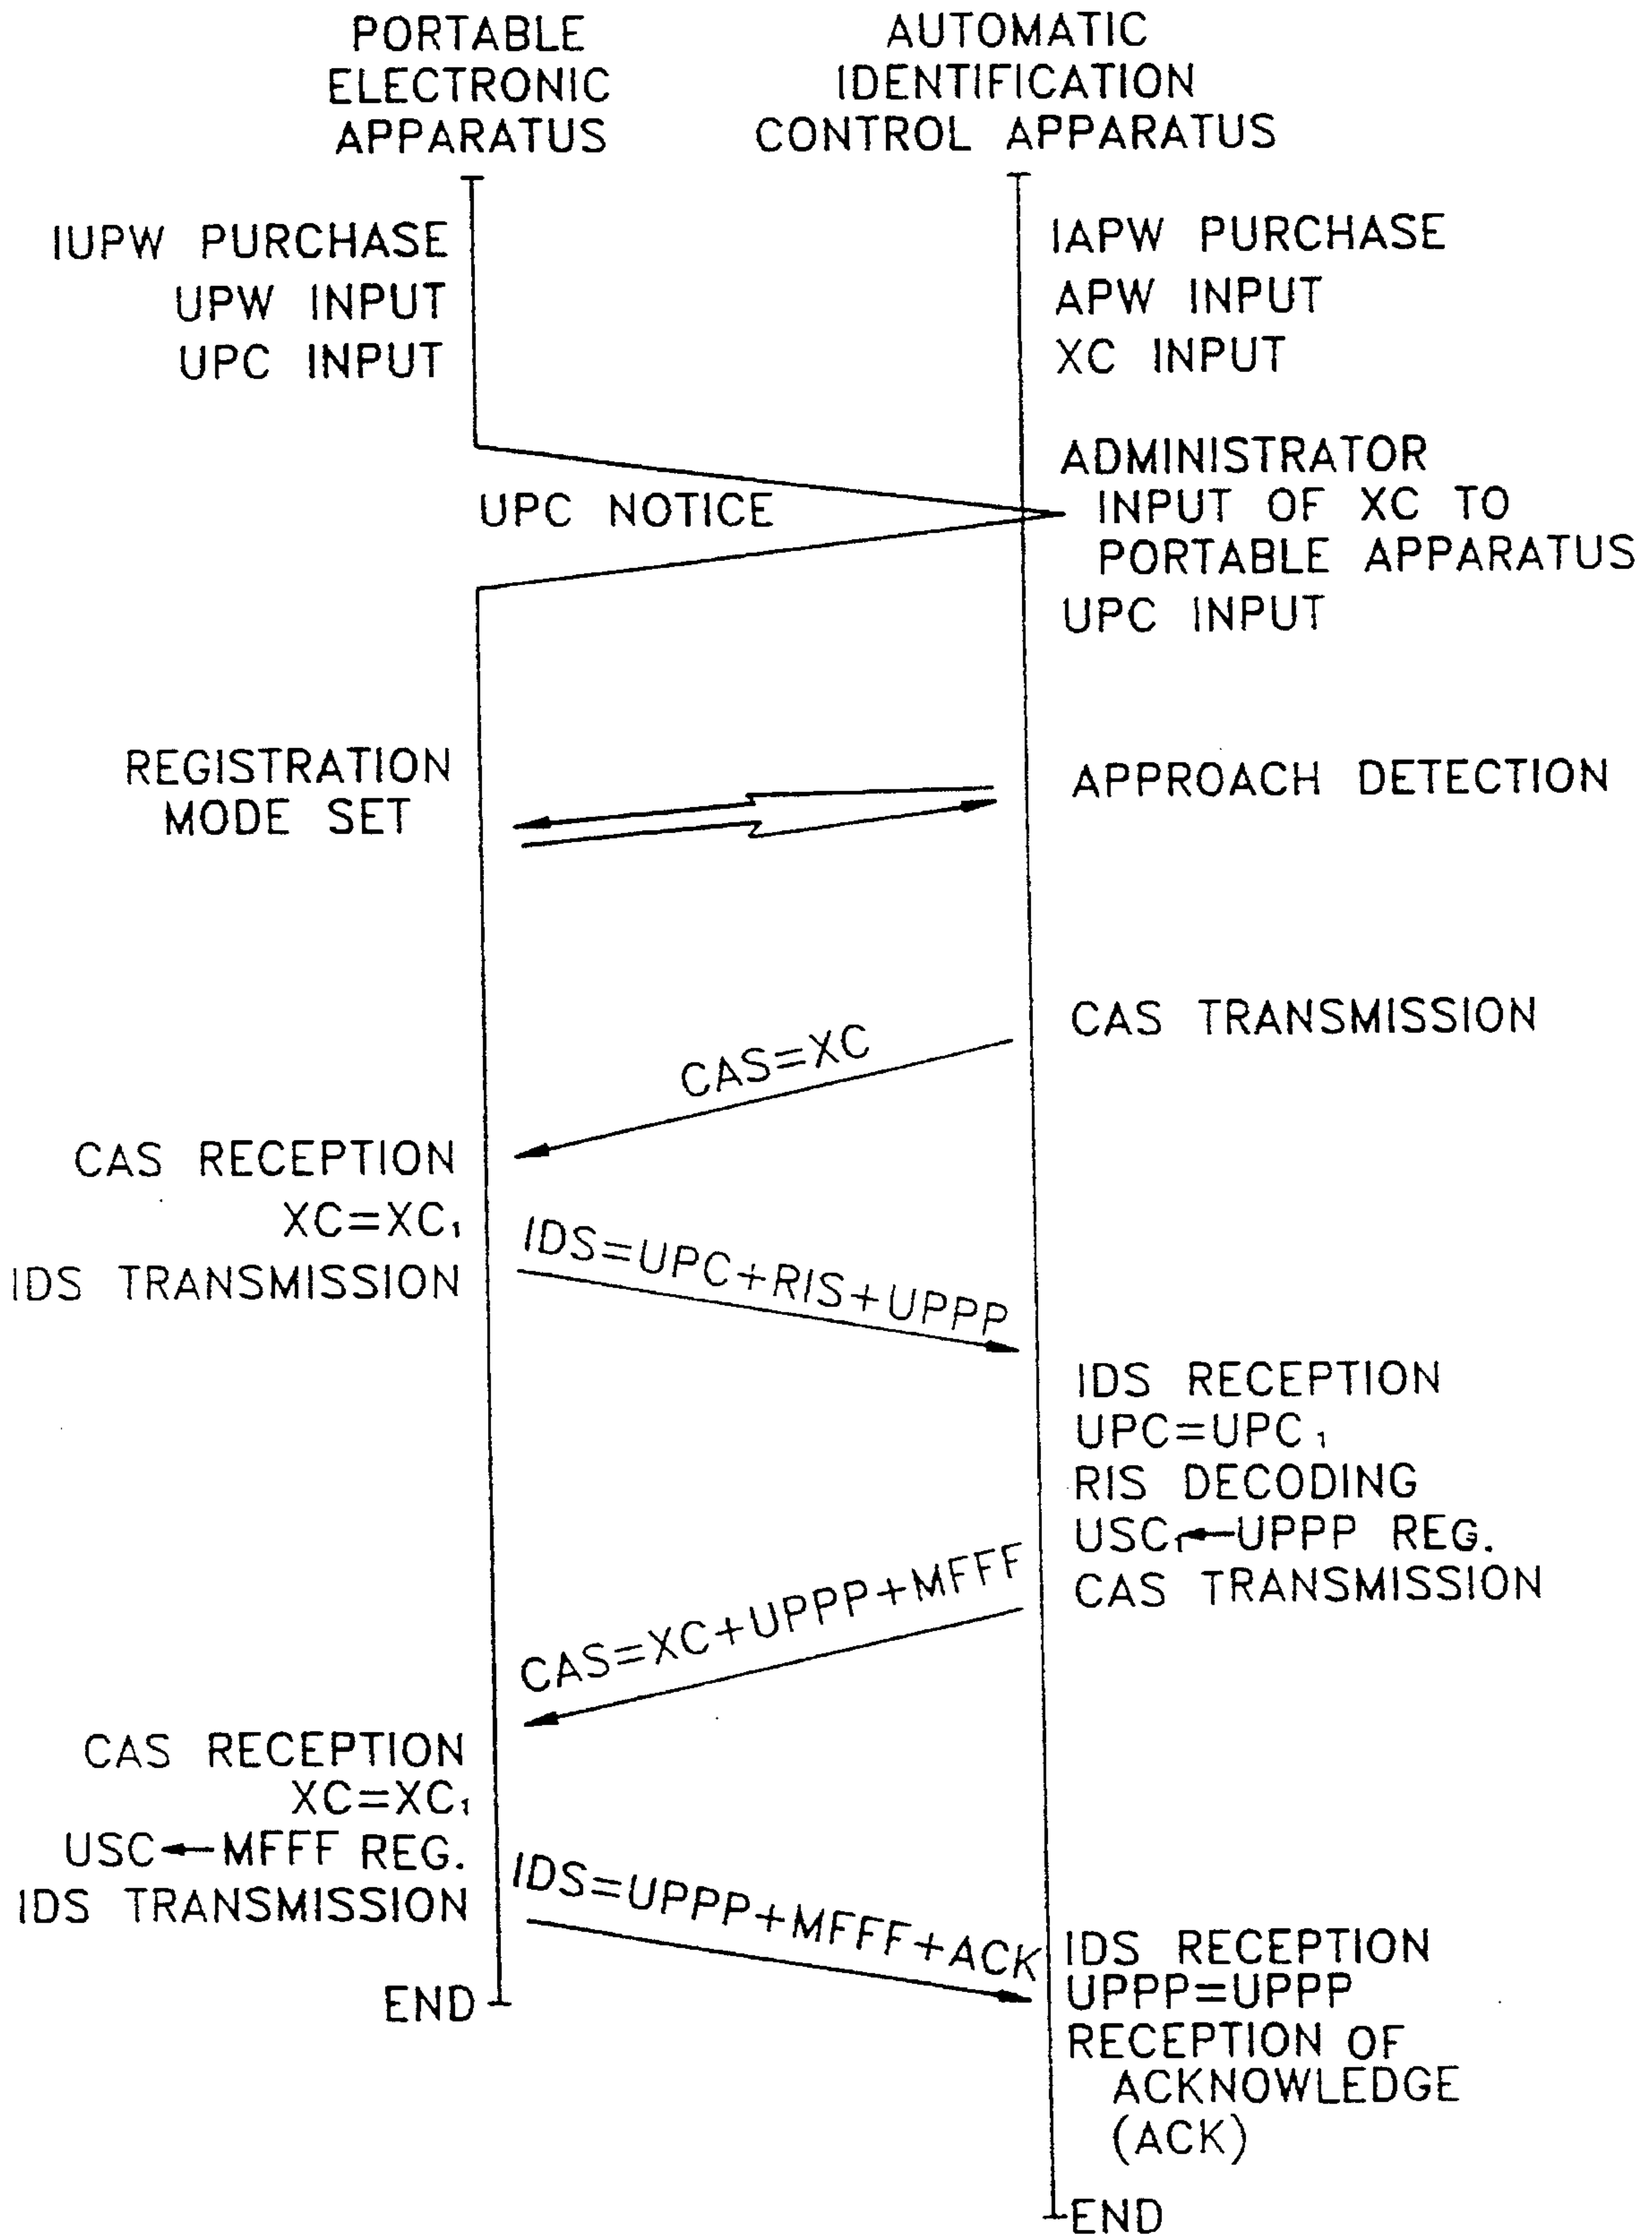 PORTABLE
ELECTRONIC
APPARATUS
AUTOMATIC
IDENTIFICATION
CONTROL APPARATUS
IUPW PURCHASE
UPW INPUT
UPC INPUT
IAPW PURCHASE
APW INPUT
XC INPUT
UPC NOTICE
ADMINISTRATOR
INPUT OF XC TO
PORTABLE APPARATUS
UPC INPUT
REGISTRATION
MODE SET
APPROACH DETECTION
CAS TRANSMISSION
CAS=XC
CAS RECEPTION
XC=XC₁
IDS TRANSMISSION
IDS=UPC+RIS+UPPP
IDS RECEPTION
UPC=UPC₁
RIS DECODING
USC₁←UPPP REG.
CAS TRANSMISSION
CAS=XC+UPPP+MFFF
CAS RECEPTION
XC=XC₁
USC←MFFF REG.
IDS TRANSMISSION
IDS=UPPP+MFFF+ACK
END
IDS RECEPTION
UPPP=UPPP
RECEPTION OF
ACKNOWLEDGE
(ACK)
END